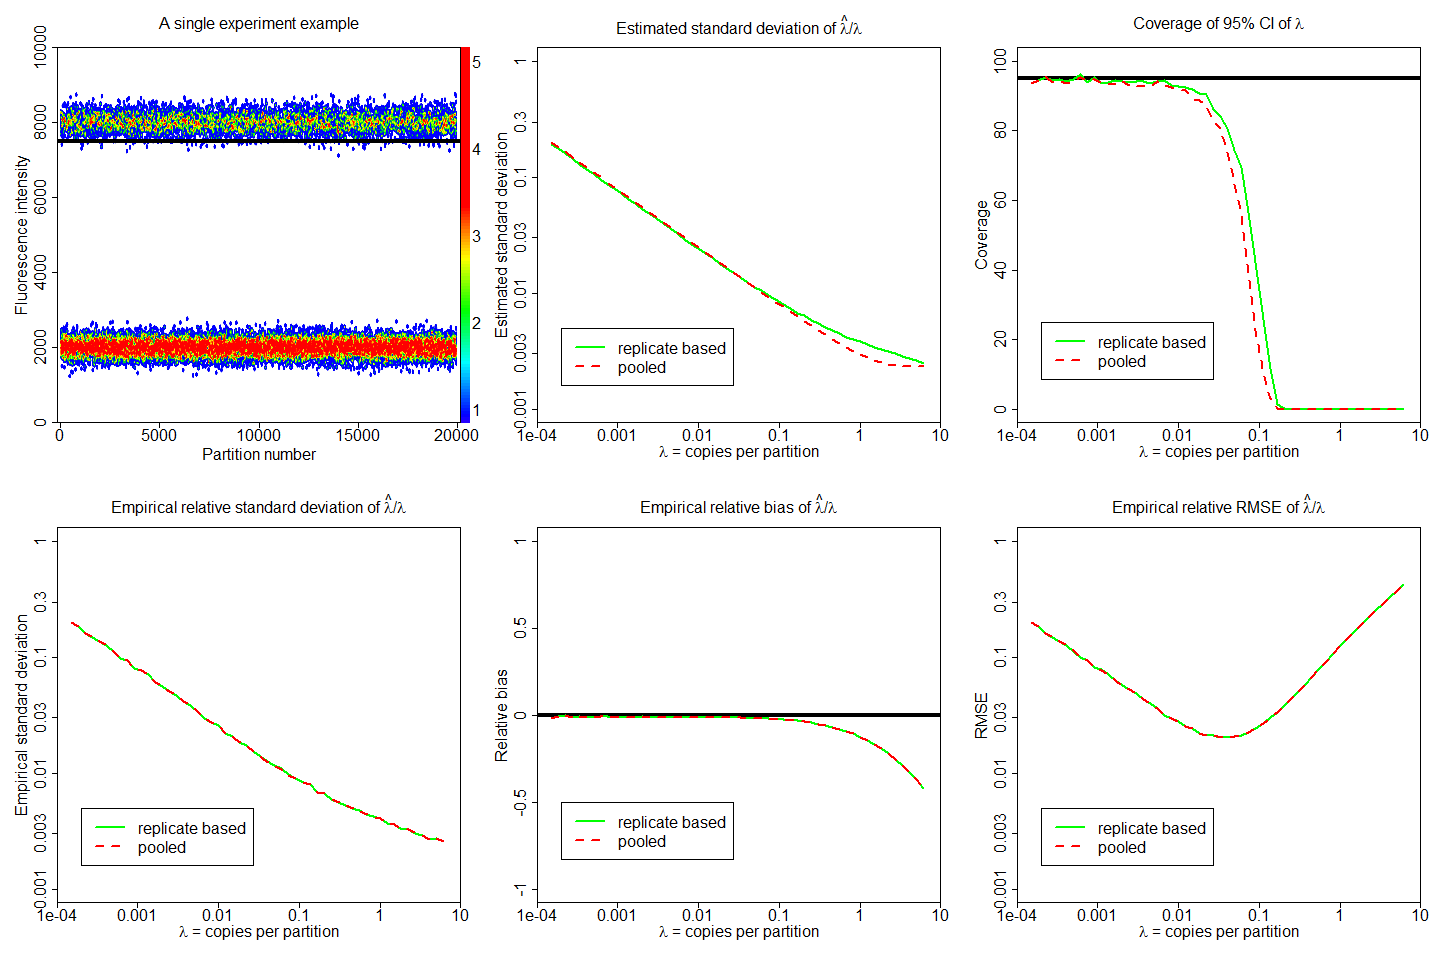 A single experiment example
Fluorescence intensity
0
2000
4000
6000
8000
10000
0
5000
10000
15000
20000
Partition number
5
4
3
2
1
Estimated standard deviation of λ̂/λ
Estimated standard deviation
1
0.3
0.1
0.03
0.01
0.003
0.001
replicate based
pooled
1e-04
0.001
0.01
0.1
1
10
λ = copies per partition
Coverage of 95% CI of λ
Coverage
100
80
60
40
20
0
replicate based
pooled
1e-04
0.001
0.01
0.1
1
10
λ = copies per partition
Empirical relative standard deviation of λ̂/λ
Empirical standard deviation
1
0.3
0.1
0.03
0.01
0.003
0.001
replicate based
pooled
1e-04
0.001
0.01
0.1
1
10
λ = copies per partition
Empirical relative bias of λ̂/λ
Relative bias
1
0.5
0
-0.5
-1
replicate based
pooled
1e-04
0.001
0.01
0.1
1
10
λ = copies per partition
Empirical relative RMSE of λ̂/λ
RMSE
1
0.3
0.1
0.03
0.01
0.003
0.001
replicate based
pooled
1e-04
0.001
0.01
0.1
1
10
λ = copies per partition